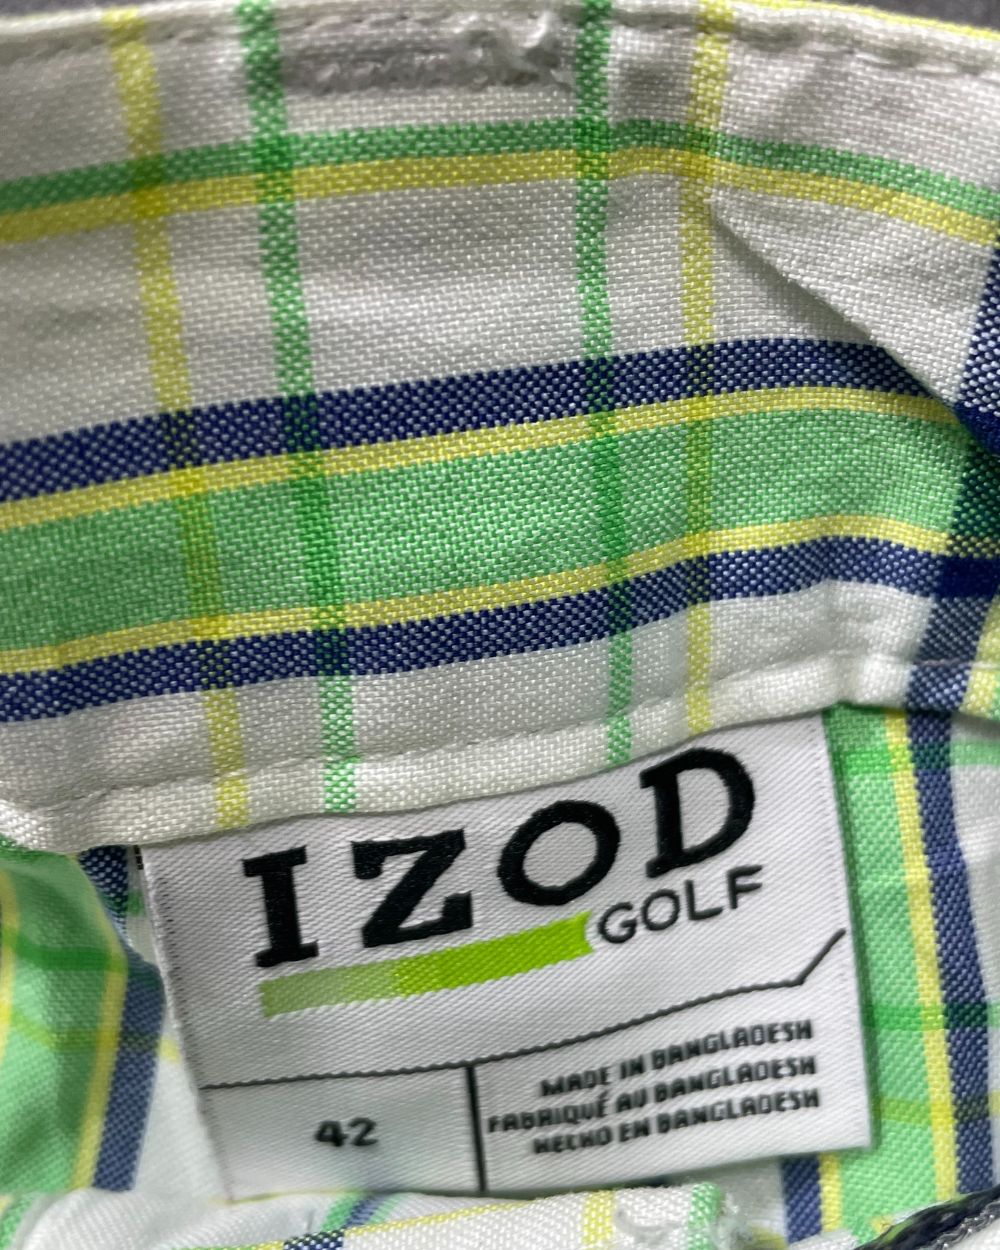 IZOD
GOLF
42
MADE IN BANGLADESH
FABRIQUÉ AU BANGLADESH
HECHO EN BANGLADESH